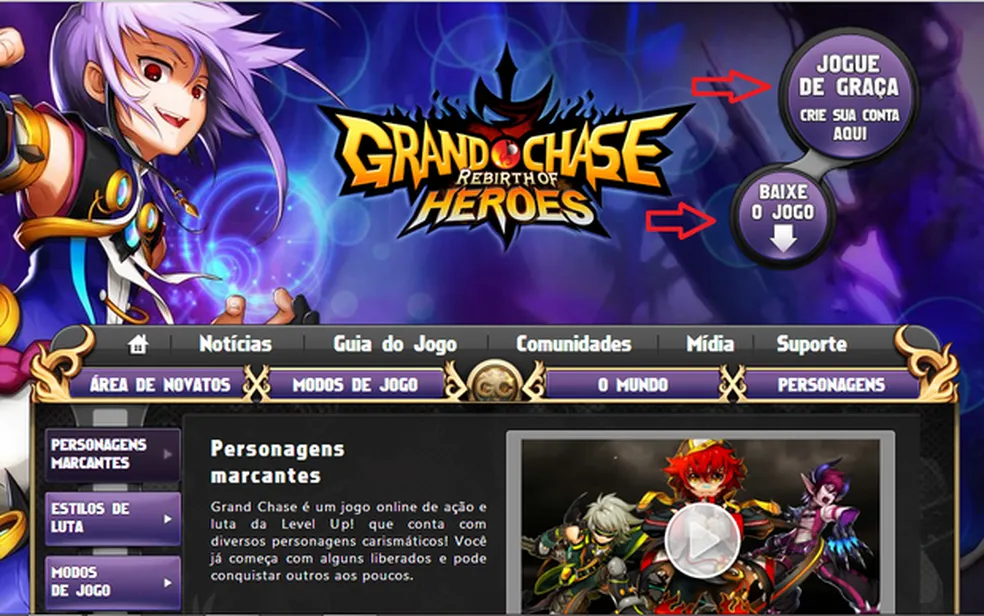 JOGUE
DE GRAÇA
CRIE SUA CONTA
AQUI
GRAND CHASE
REBIRTH OF
HEROES
BAIXE
O JOGO
Notícias Guia do Jogo Comunidades Mídia Suporte
ÁREA DE NOVATOS MODOS DE JOGO GC O MUNDO PERSONAGENS
PERSONAGENS
MARCANTES
ESTILOS DE
LUTA
MODOS
DE JOGO
Personagens
marcantes
Grand Chase é um jogo online de ação e
luta da Level Up! que conta com
diversos personagens carismáticos! Você
já começa com alguns liberados e pode
conquistar outros aos poucos.